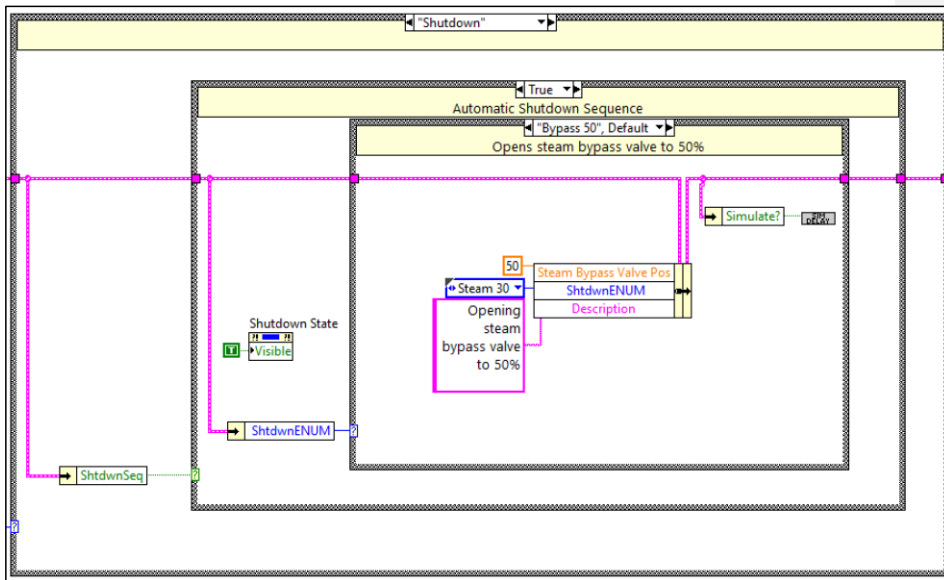 "Shutdown"
True
Automatic Shutdown Sequence
"Bypass 50", Default
Opens steam bypass valve to 50%
Simulate?
SIM
DELAY
50
Steam Bypass Valve Pos
Steam 30
ShtdwnENUM
Description
Opening
steam
bypass valve
to 50%
Shutdown State
?! ?!
T
Visible
ShtdwnENUM
?
ShtdwnSeq
?
?